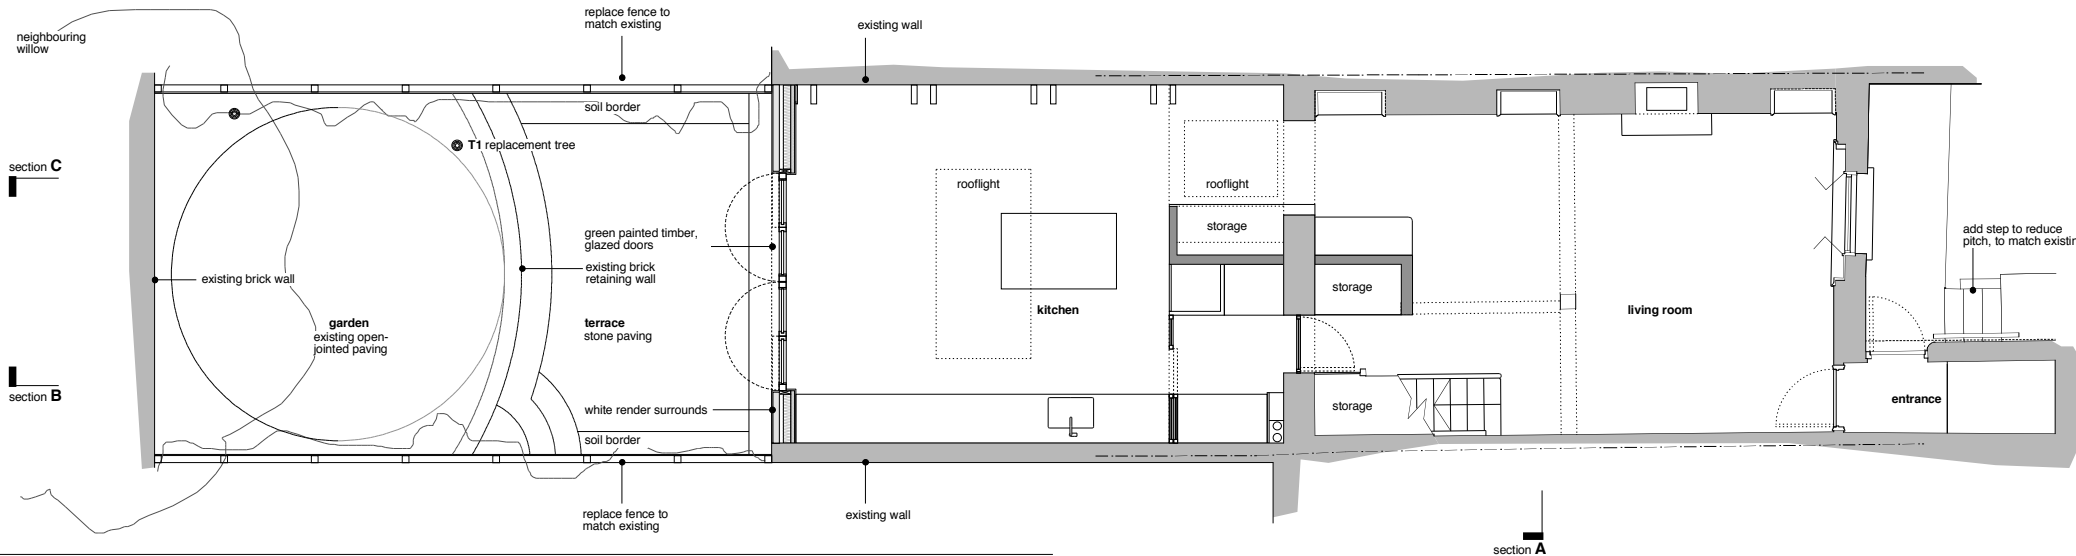 replace fence to
match existing
existing wall
neighbouring
willow
soil border
T1 replacement tree
section C
rooflight
rooflight
storage
green painted timber,
glazed doors
add step to reduce
pitch, to match existin
existing brick wall
existing brick
retaining wall
storage
garden
existing open-
jointed paving
terrace
stone paving
kitchen
living room
section B
white render surrounds
storage
entrance
soil border
replace fence to
match existing
existing wall
section A